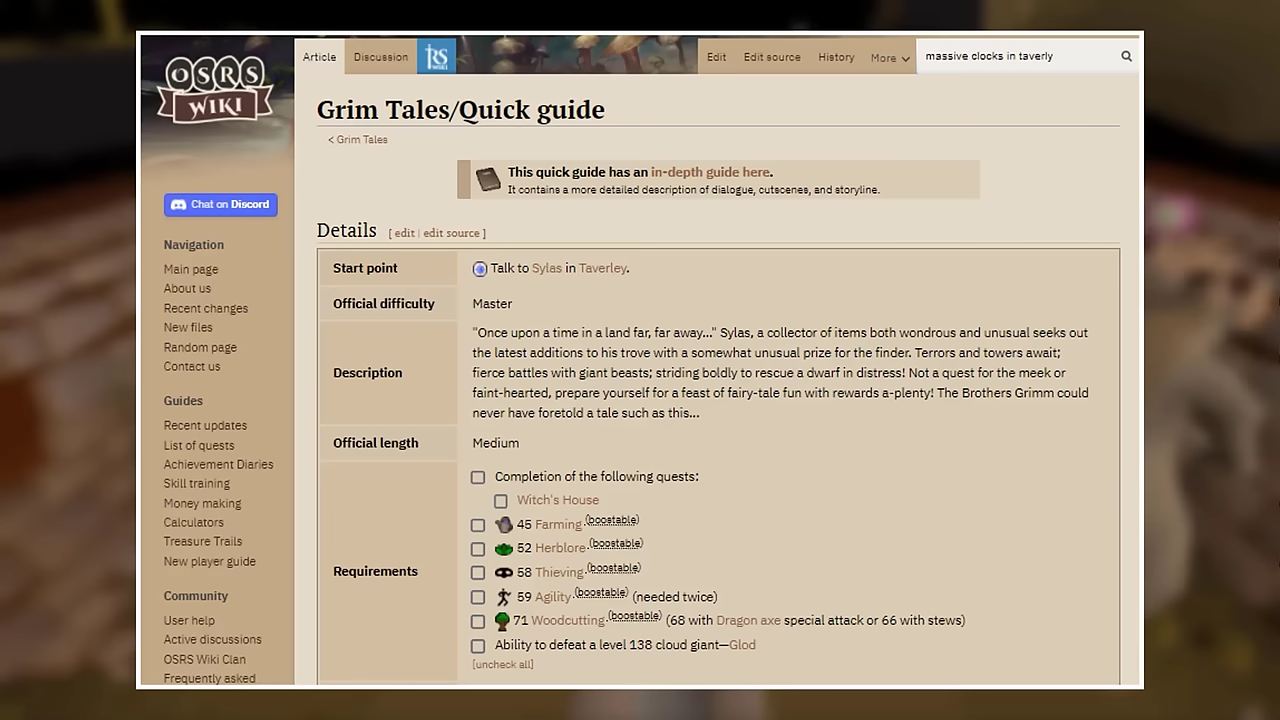 OSRS
WIKI
Article
Discussion
RS
WIKI
Edit
Edit source
History
More
massive clocks in taverly
Grim Tales/Quick guide
< Grim Tales
This quick guide has an in-depth guide here.
It contains a more detailed description of dialogue, cutscenes, and storyline.
Chat on Discord
Navigation
Main page
About us
Recent changes
New files
Random page
Contact us
Guides
Recent updates
List of quests
Achievement Diaries
Skill training
Money making
Calculators
Treasure Trails
New player guide
Community
User help
Active discussions
OSRS Wiki Clan
Frequently asked
Details [ edit | edit source ]
Start point
Talk to Sylas in Taverley.
Official difficulty
Master
Description
"Once upon a time in a land far, far away..." Sylas, a collector of items both wondrous and unusual seeks out
the latest additions to his trove with a somewhat unusual prize for the finder. Terrors and towers await;
fierce battles with giant beasts; striding boldly to rescue a dwarf in distress! Not a quest for the meek or
faint-hearted, prepare yourself for a feast of fairy-tale fun with rewards a-plenty! The Brothers Grimm could
never have foretold a tale such as this...
Official length
Medium
Requirements
Completion of the following quests:
Witch's House
45 Farming (boostable)
52 Herblore (boostable)
58 Thieving (boostable)
59 Agility (boostable) (needed twice)
71 Woodcutting (boostable) (68 with Dragon axe special attack or 66 with stews)
Ability to defeat a level 138 cloud giant—Glod
[uncheck all]